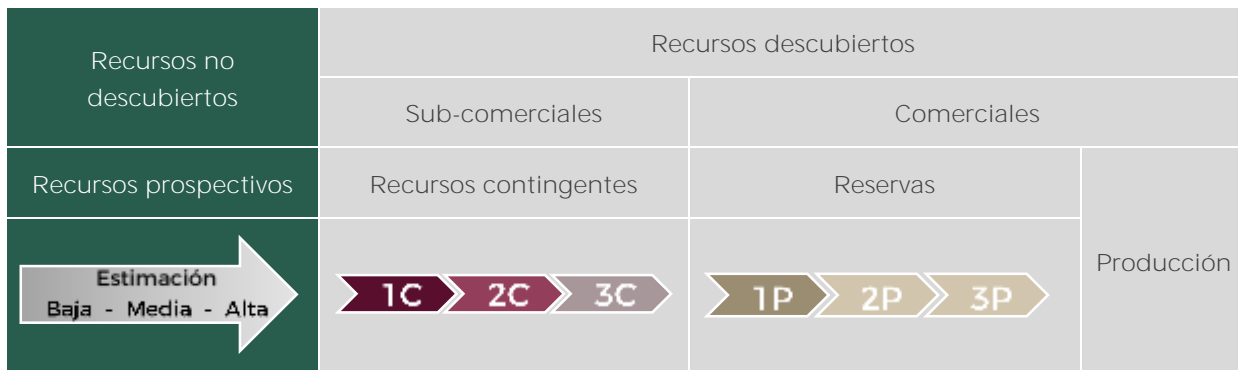 Recursos no
descubiertos
Recursos descubiertos
Sub-comerciales
Comerciales
Recursos prospectivos
Recursos contingentes
Reservas
Producción
Estimación
Baja - Media - Alta
1C 2C 3C
1P 2P 3P